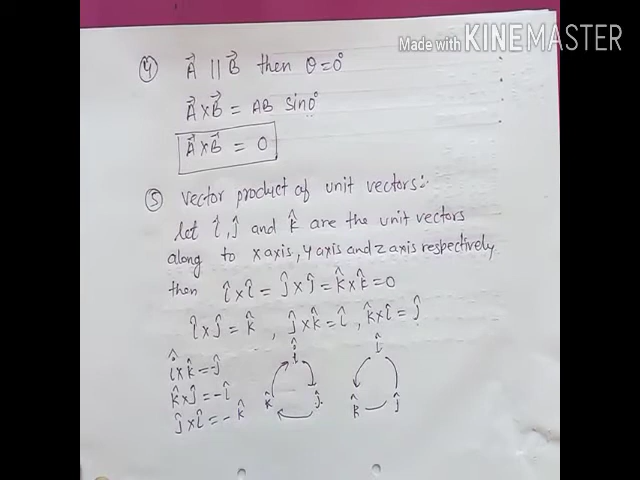 Made with KINEMASTER
④ A⃗ || B⃗ then θ=0°
A⃗×B⃗ = AB sin0°
A⃗×B⃗ = 0
⑤ vector product of unit vectors:
Let î, ĵ and k̂ are the unit vectors
along to x axis, y axis and z axis respectively
then î×î = ĵ×ĵ = k̂×k̂ = 0
î×ĵ = k̂ , ĵ×k̂ = î , k̂×î = ĵ
î×k̂ = -ĵ
k̂×ĵ = -î
ĵ×î = -k̂
î
k̂ ĵ
î
k̂ ĵ